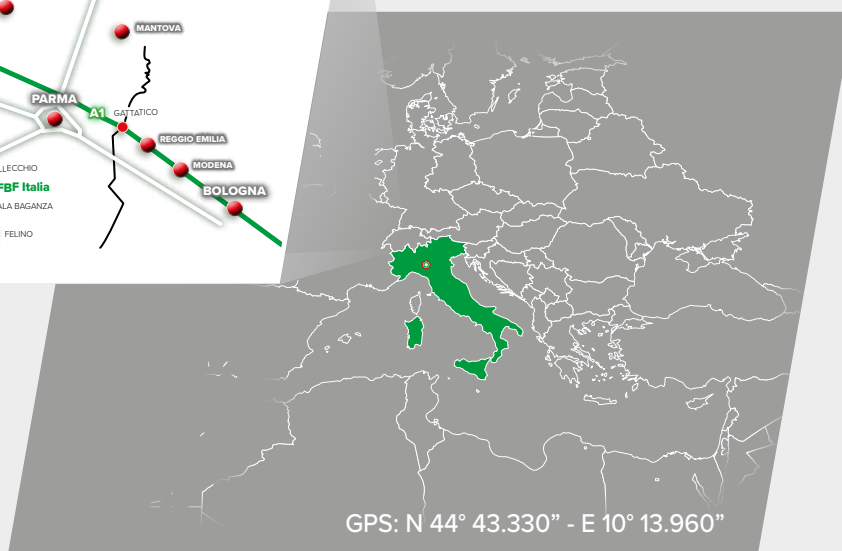 MANTOVA
PARMA
A1
GATTATICO
REGGIO EMILIA
MODENA
LLECCHIO
FBF Italia
BOLOGNA
ALA BAGANZA
FELINO
GPS: N 44° 43.330” - E 10° 13.960”